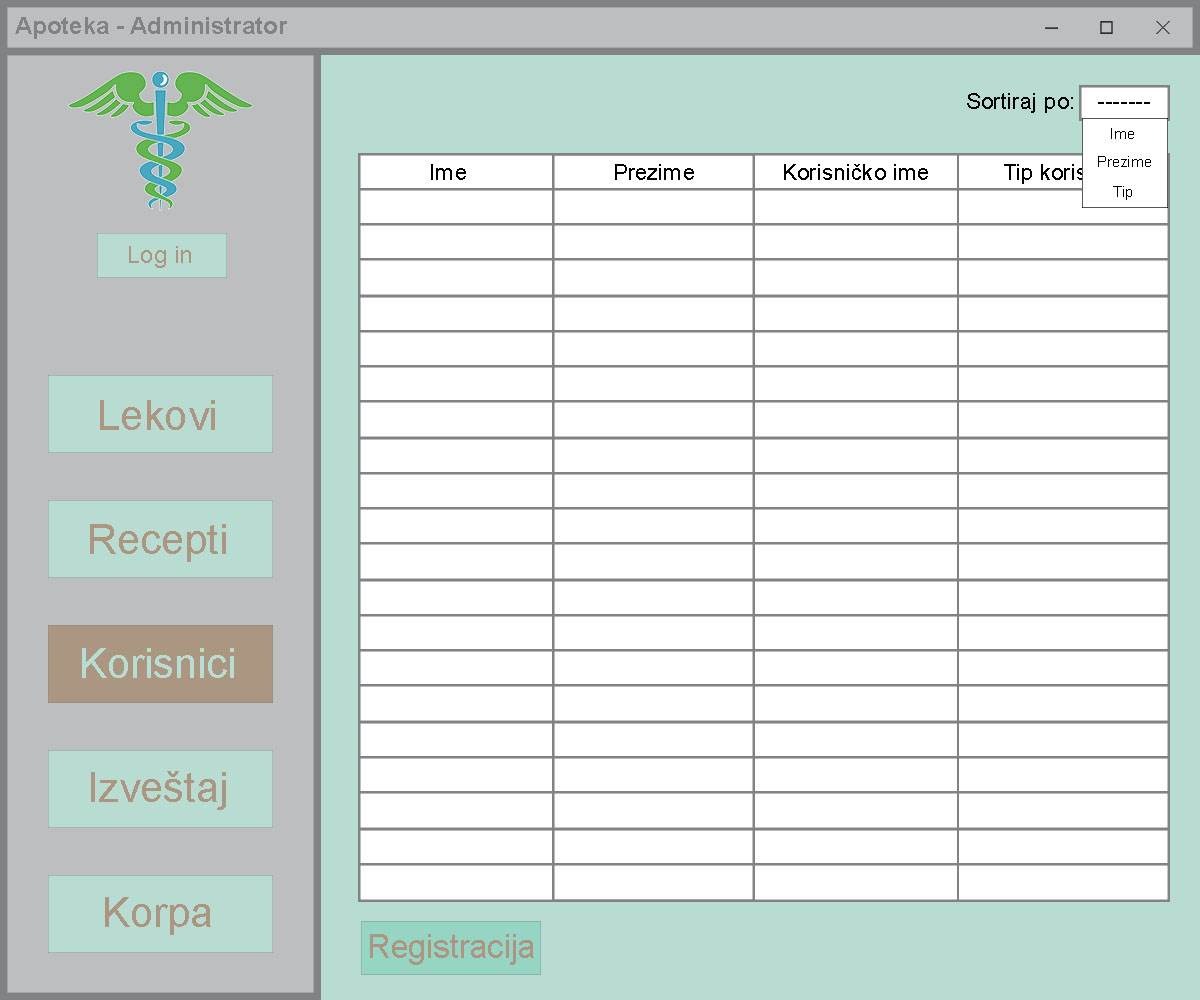 Apoteka - Administrator
Log in
Lekovi
Recepti
Korisnici
Izveštaj
Korpa
Sortiraj po: -------
Ime
Prezime
Tip
Ime Prezime Korisničko ime Tip koris
Registracija